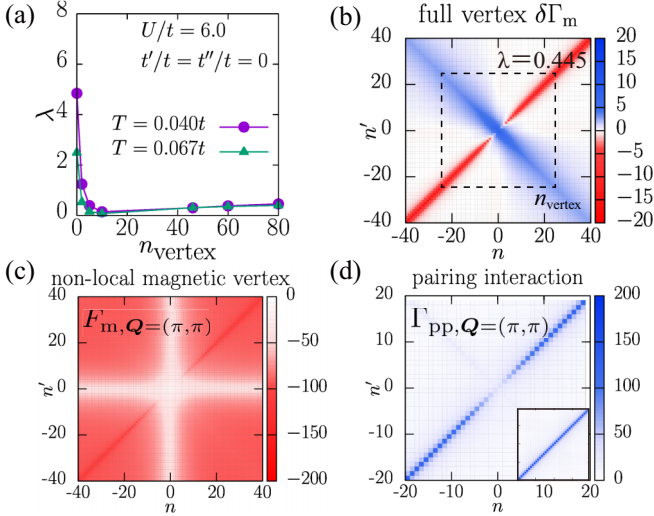 (a)
U/t = 6.0
t'/t = t''/t = 0
T = 0.040t
T = 0.067t
λ
8
6
4
2
0
0 20 40 60 80
n_vertex
(b)
full vertex δΓ_m
λ=0.445
n_vertex
n'
40
20
0
-20
-40
-40 -20 0 20 40
n
20
15
10
5
0
−5
−10
−15
−20
(c)
non-local magnetic vertex
F_m,Q=(π,π)
n'
40
20
0
-20
-40
-40 -20 0 20 40
n
0
−50
−100
−150
−200
(d)
pairing interaction
Γ_pp,Q=(π,π)
n'
20
10
0
-10
-20
-20 -10 0 10 20
n
200
150
100
50
0